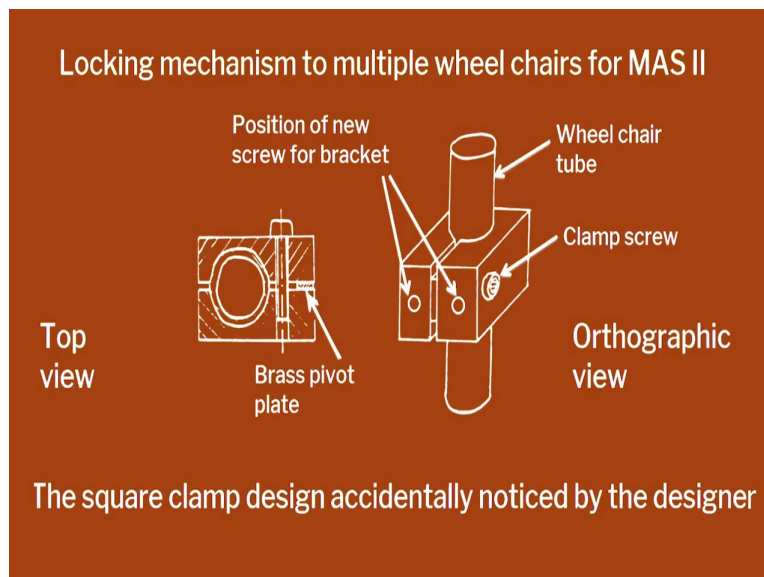 Locking mechanism to multiple wheel chairs for MAS II
Position of new
screw for bracket
Wheel chair
tube
Clamp screw
Top
view
Brass pivot
plate
Orthographic
view
The square clamp design accidentally noticed by the designer